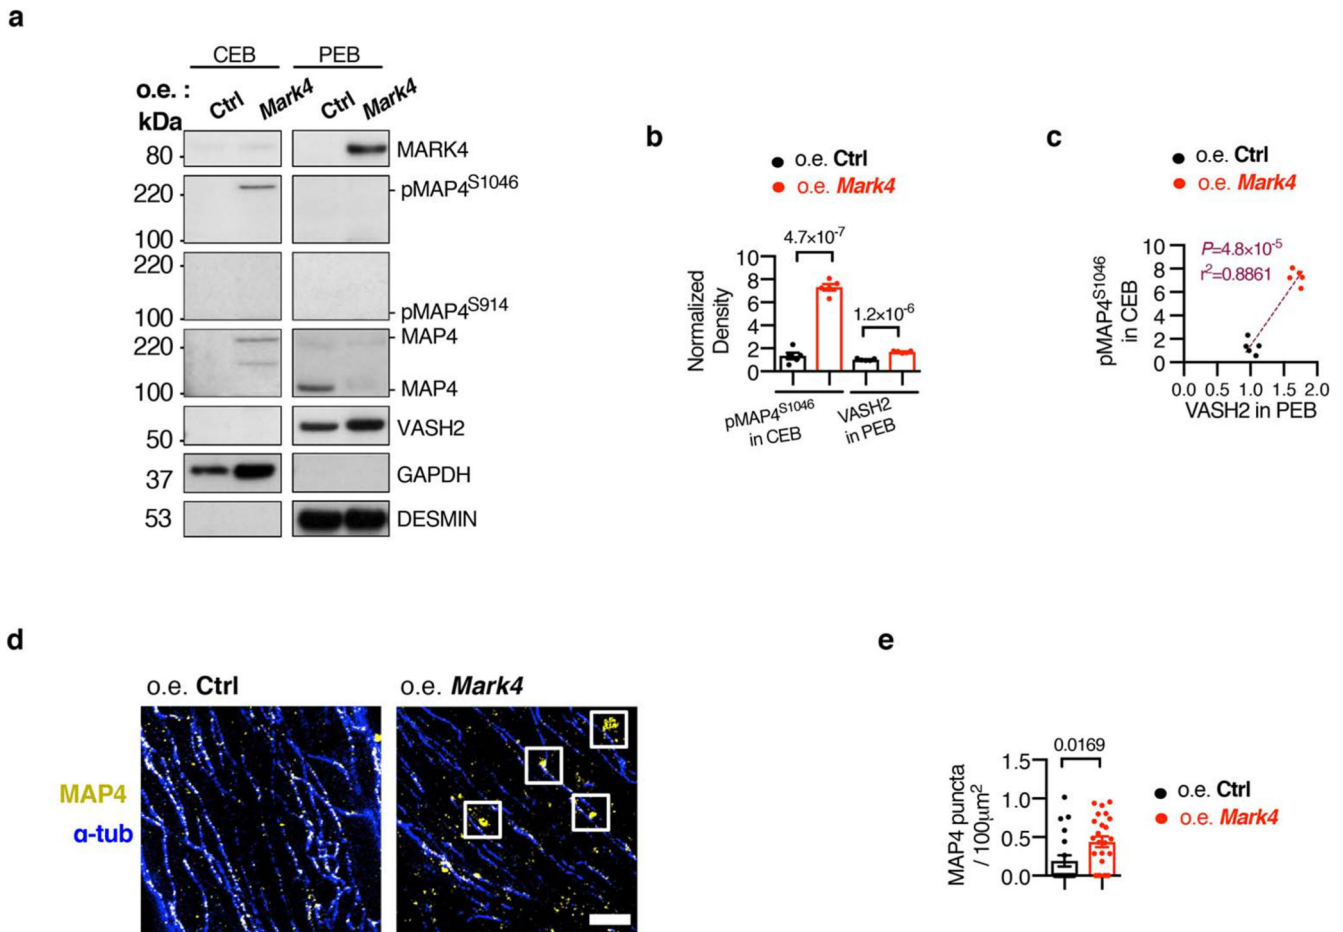 a
CEB PEB
o.e. : Ctrl Mark4 Ctrl Mark4
kDa
80 MARK4
220 pMAP4S1046
100
220
100 pMAP4S914
220 MAP4
100 MAP4
50 VASH2
37 GAPDH
53 DESMIN
b
o.e. Ctrl
o.e. Mark4
4.7×10-7
1.2×10-6
Normalized
Density
10
8
6
4
2
0
pMAP4S1046
in CEB
VASH2
in PEB
c
o.e. Ctrl
o.e. Mark4
P=4.8×10-5
r2=0.8861
pMAP4S1046
in CEB
10
8
6
4
2
0
0.0 0.5 1.0 1.5 2.0
VASH2 in PEB
d
o.e. Ctrl
o.e. Mark4
MAP4
α-tub
e
0.0169
MAP4 puncta
/ 100μm2
1.5
1.0
0.5
0.0
o.e. Ctrl
o.e. Mark4